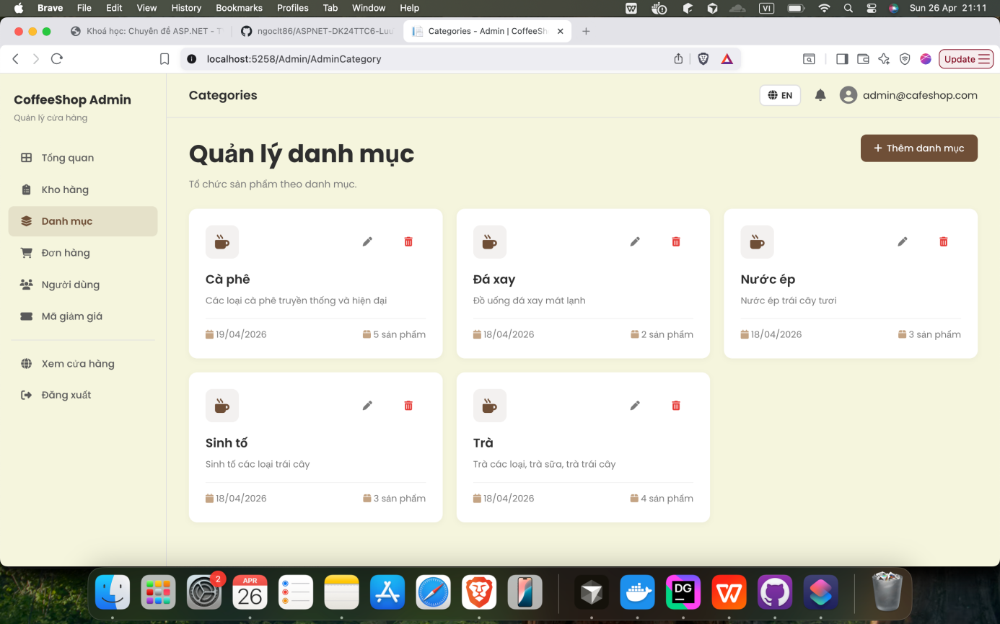 Brave File Edit View History Bookmarks Profiles Tab Window Help VI Sun 26 Apr 21:11
Khoá học: Chuyên đề ASP.NET - T ngoclt86/ASPNET-DK24TTC6-Luu Categories - Admin | CoffeeSh
localhost:5258/Admin/AdminCategory Update
CoffeeShop Admin
Quản lý cửa hàng
Tổng quan
Kho hàng
Danh mục
Đơn hàng
Người dùng
Mã giảm giá
Xem cửa hàng
Đăng xuất
Categories EN admin@cafeshop.com
Quản lý danh mục
+ Thêm danh mục
Tổ chức sản phẩm theo danh mục.
Cà phê
Các loại cà phê truyền thống và hiện đại
19/04/2026 5 sản phẩm
Đá xay
Đồ uống đá xay mát lạnh
18/04/2026 2 sản phẩm
Nước ép
Nước ép trái cây tươi
18/04/2026 3 sản phẩm
Sinh tố
Sinh tố các loại trái cây
18/04/2026 3 sản phẩm
Trà
Trà các loại, trà sữa, trà trái cây
18/04/2026 4 sản phẩm
2
APR
26
DG